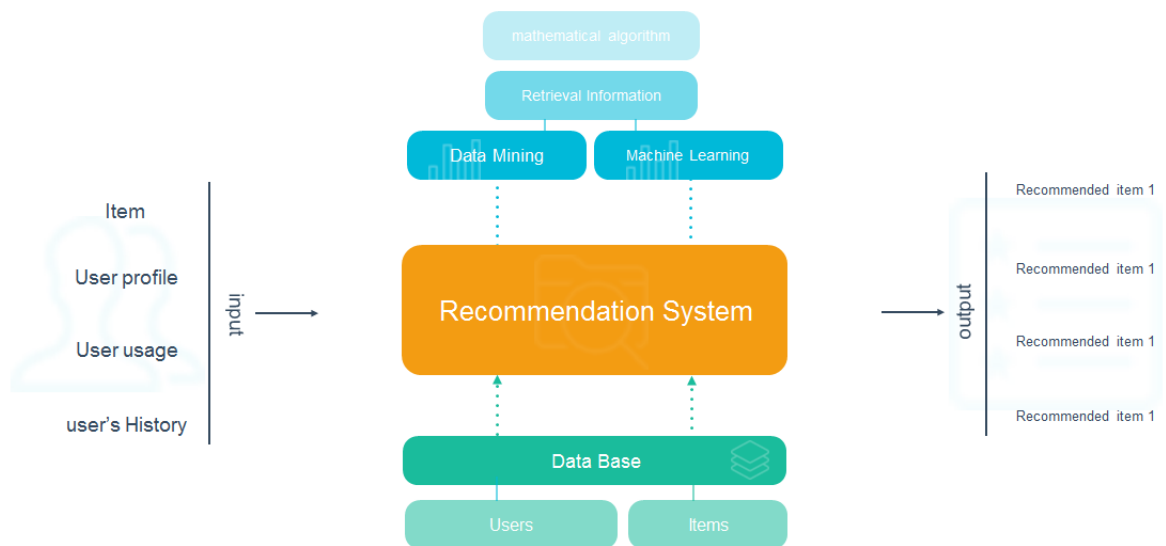 mathematical algorithm
Retrieval Information
Data Mining
Machine Learning
Item
User profile
User usage
user's History
input
Recommendation System
output
Recommended item 1
Recommended item 1
Recommended item 1
Recommended item 1
Data Base
Users
Items